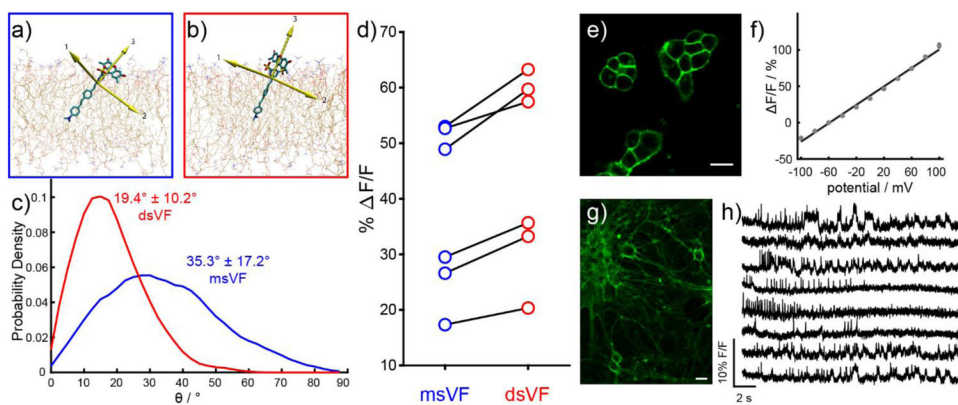 a)
3
1
2
b)
3
1
2
c)
0.1
0.08
0.06
0.04
0.02
0
Probability Density
19.4° ± 10.2°
dsVF
35.3° ± 17.2°
msVF
0 10 20 30 40 50 60 70 80 90
θ / °
d)
60
50
40
30
20
10
% ΔF/F
msVF dsVF
e)
f)
100
50
0
-50
ΔF/F / %
100 -60 -20 20 60 100
potential / mV
g)
h)
10% F/F
2 s